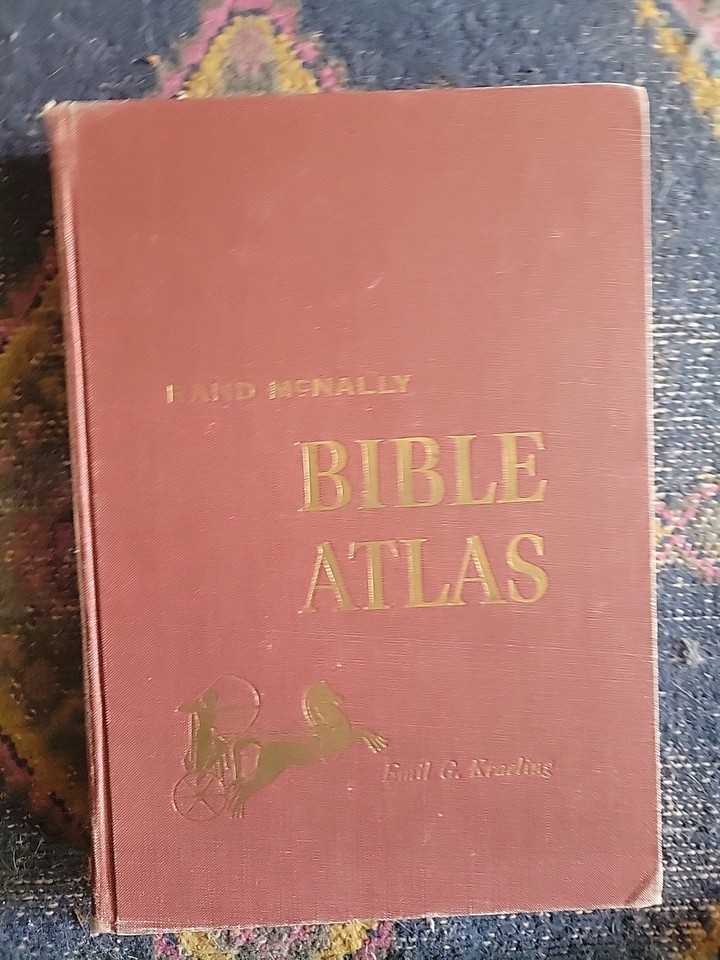 RAND McNALLY
BIBLE
ATLAS
Emil G. Kraeling